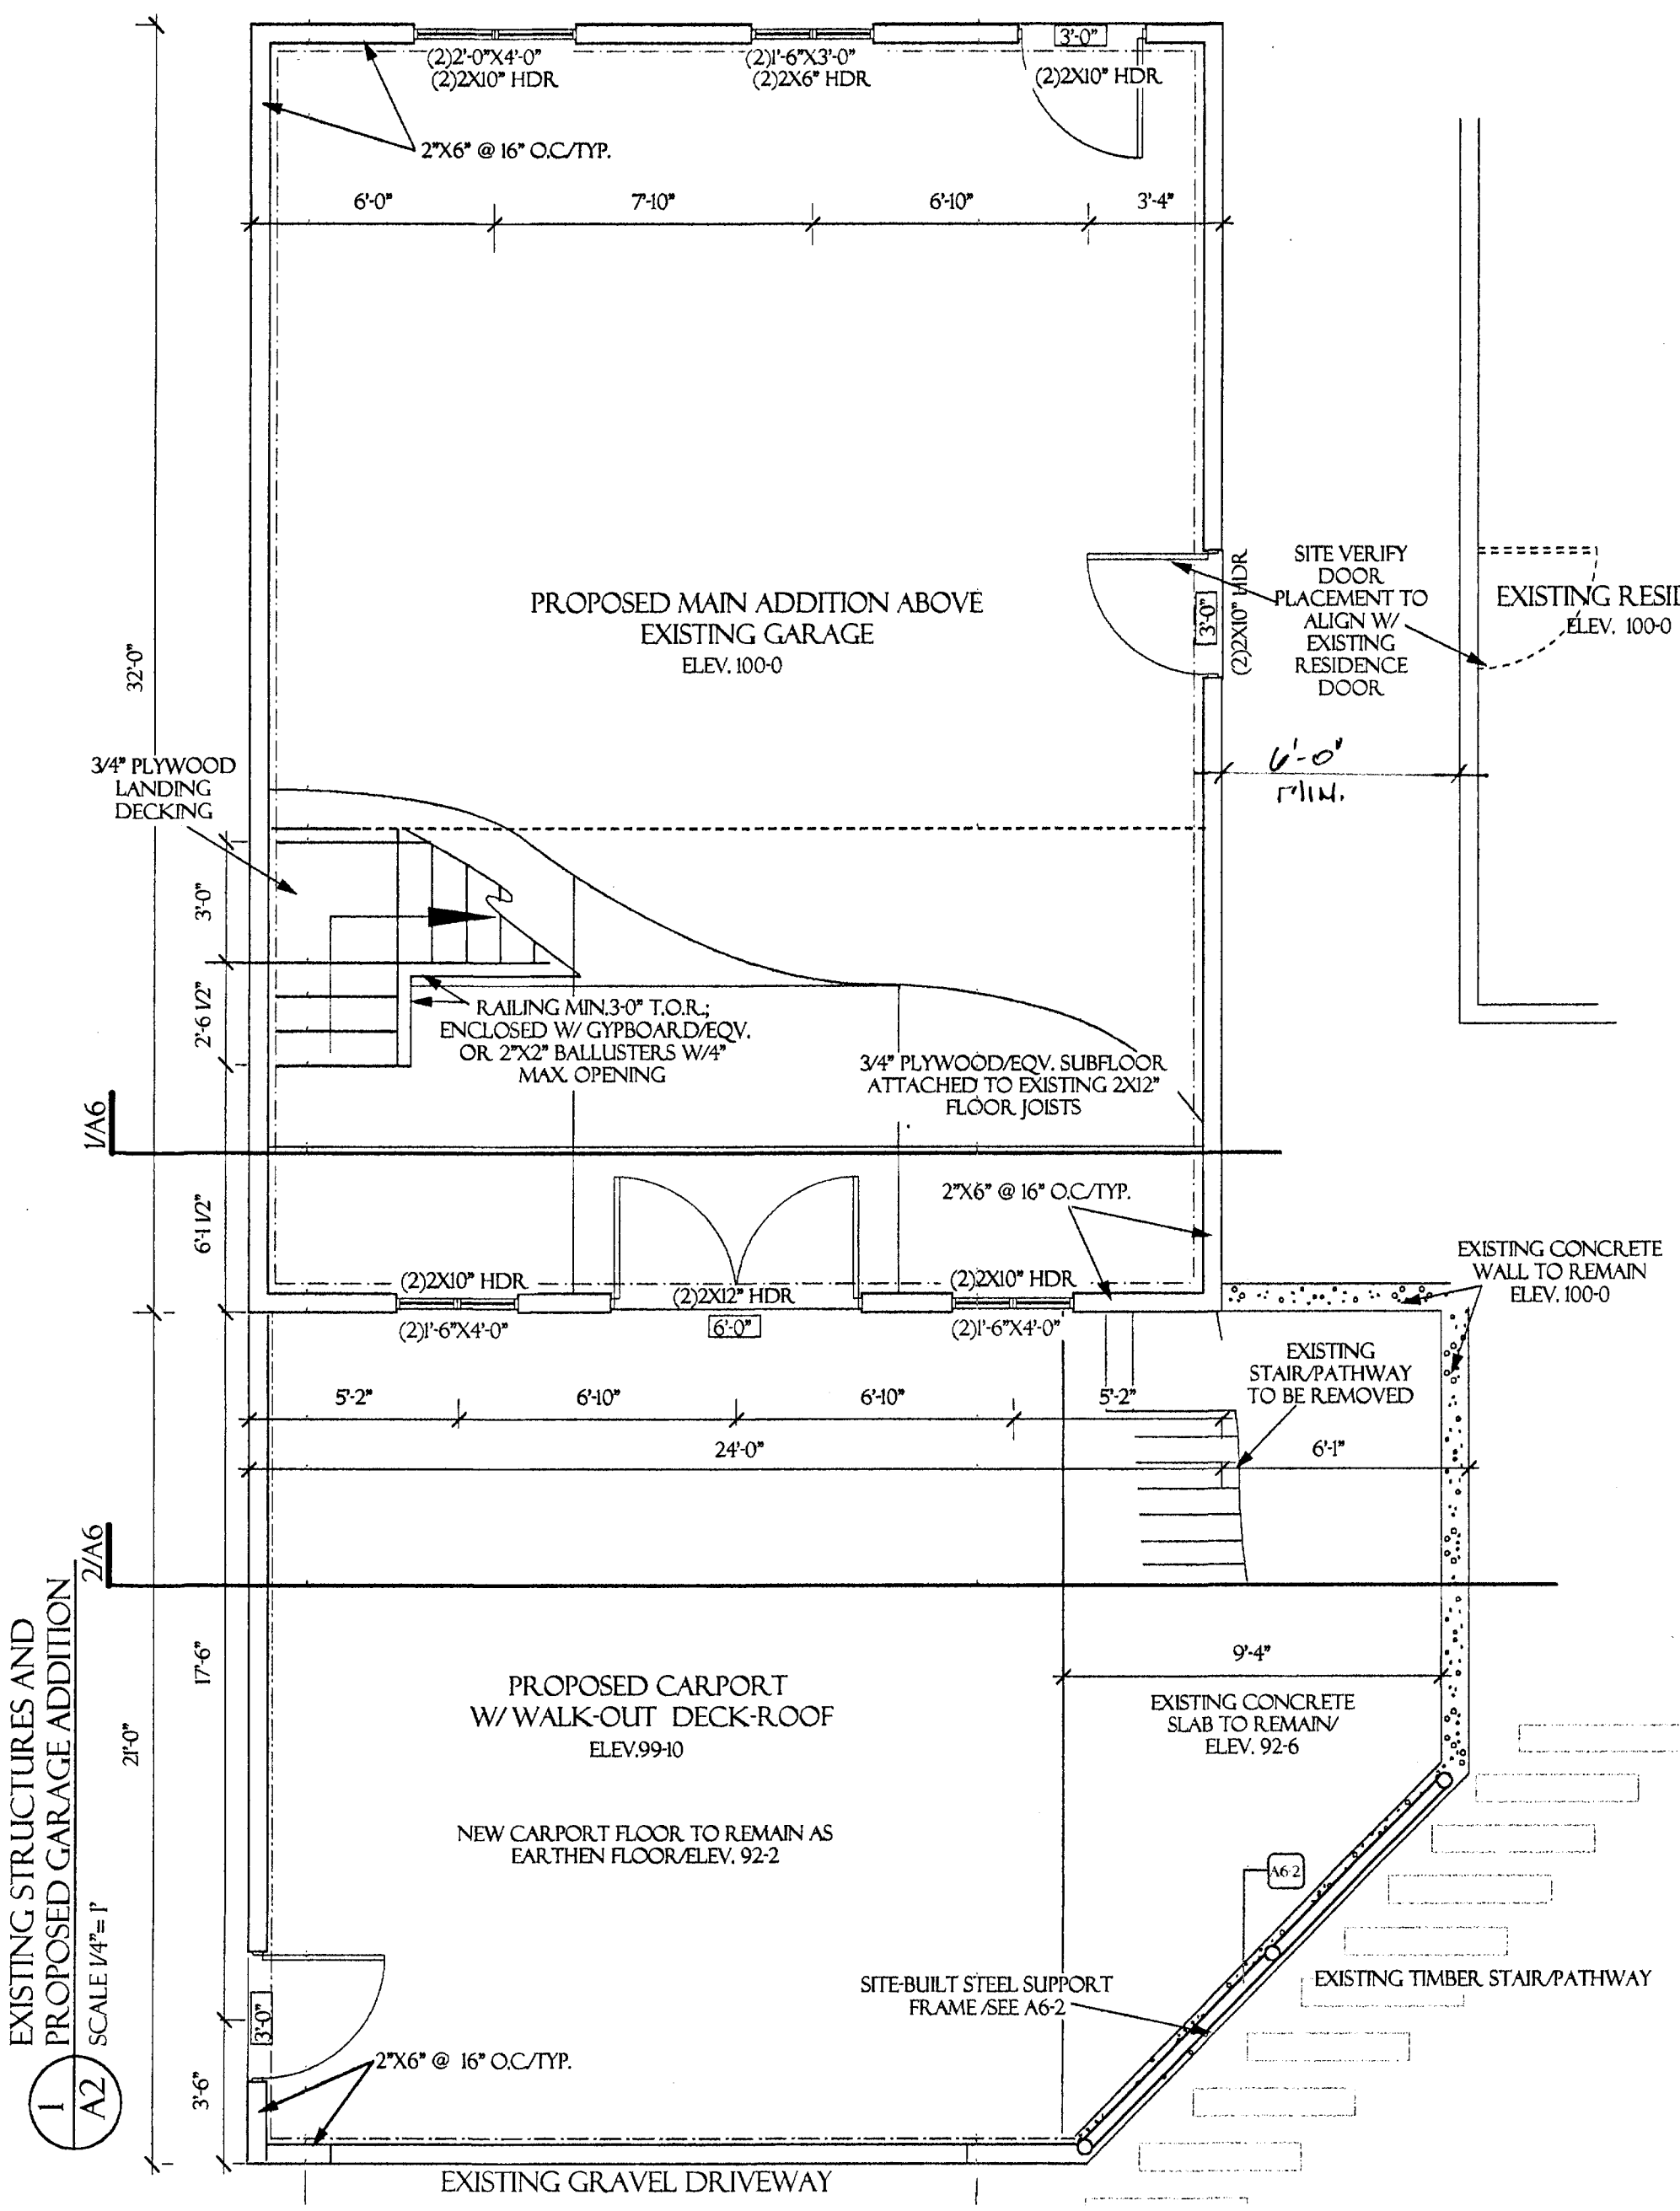 3'-0"
(2)2'-0"X4'-0"
(2)2X10" HDR
(2)1'-6"X3'-0"
(2)2X6" HDR
(2)2X10" HDR
2"X6" @ 16" O.C./TYP.
6'-0"
7'-10"
6'-10"
3'-4"
32'-0"
PROPOSED MAIN ADDITION ABOVE
EXISTING GARAGE
ELEV. 100-0
3'-0"
(2)2X10" HDR
SITE VERIFY
DOOR
PLACEMENT TO
ALIGN W/
EXISTING
RESIDENCE
DOOR
EXISTING RESI
ELEV. 100-0
6'-0"
MIN.
3/4" PLYWOOD
LANDING
DECKING
3'-0"
2'-6 1/2"
RAILING MIN.3-0" T.O.R.;
ENCLOSED W/ GYPBOARD/EQV.
OR 2"X2" BALLUSTERS W/4"
MAX. OPENING
3/4" PLYWOOD/EQV. SUBFLOOR
ATTACHED TO EXISTING 2X12"
FLOOR JOISTS
1/A6
6'-1 1/2"
2"X6" @ 16" O.C./TYP.
(2)2X10" HDR
(2)2X12" HDR
(2)2X10" HDR
(2)1'-6"X4'-0"
6'-0"
(2)1'-6"X4'-0"
EXISTING CONCRETE
WALL TO REMAIN
ELEV. 100-0
EXISTING
STAIR/PATHWAY
TO BE REMOVED
5'-2"
6'-10"
6'-10"
5'-2"
24'-0"
6'-1"
2/A6
17'-6"
21'-0"
9'-4"
PROPOSED CARPORT
W/ WALK-OUT DECK-ROOF
ELEV.99-10
EXISTING CONCRETE
SLAB TO REMAIN/
ELEV. 92-6
NEW CARPORT FLOOR TO REMAIN AS
EARTHEN FLOOR/ELEV. 92-2
A6-2
SITE-BUILT STEEL SUPPORT
FRAME /SEE A6-2
EXISTING TIMBER STAIR/PATHWAY
3'-0"
3'-6"
2"X6" @ 16" O.C./TYP.
EXISTING GRAVEL DRIVEWAY
EXISTING STRUCTURES AND
PROPOSED GARAGE ADDITION
SCALE 1/4"= 1'
1
A2